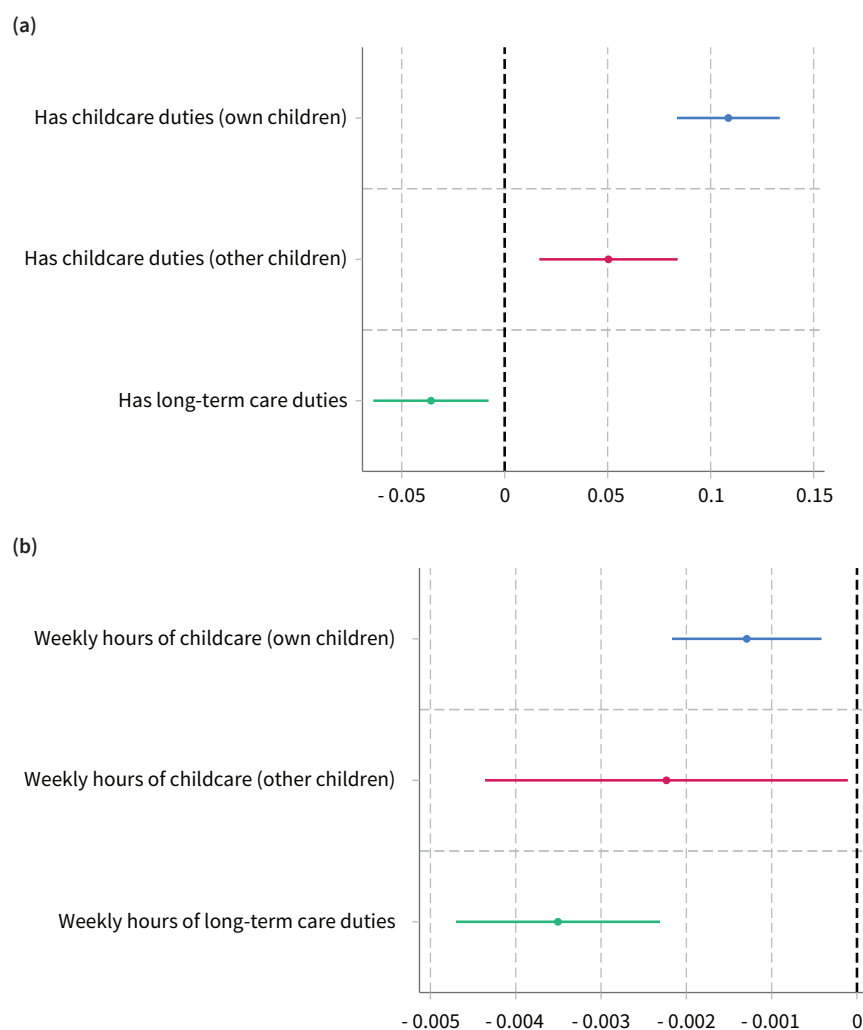 (a)
Has childcare duties (own children)
Has childcare duties (other children)
Has long-term care duties
- 0.05 0 0.05 0.1 0.15
(b)
Weekly hours of childcare (own children)
Weekly hours of childcare (other children)
Weekly hours of long-term care duties
- 0.005 - 0.004 - 0.003 - 0.002 - 0.001 0